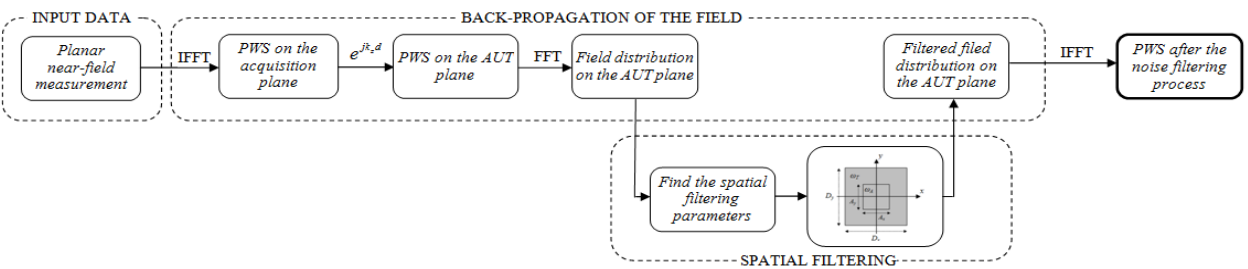 INPUT DATA
BACK-PROPAGATION OF THE FIELD
Planar
near-field
measurement
IFFT
PWS on the
acquisition
plane
e^{jk_z d}
PWS on the AUT
plane
FFT
Field distribution
on the AUT plane
Filtered filed
distribution on
the AUT plane
IFFT
PWS after the
noise filtering
process
Find the spatial
filtering
parameters
y
x
ω_T
ω_a
D_y
A_y
A_x
D_x
SPATIAL FILTERING